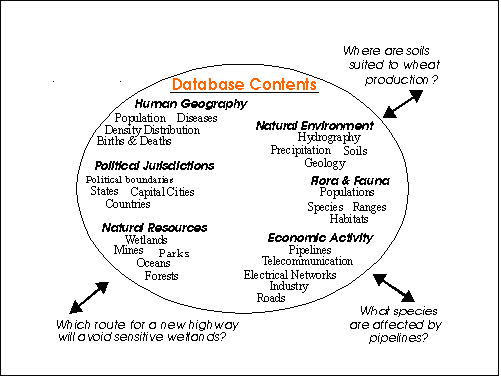 Where are soils
suited to wheat
production?
Database Contents
Human Geography
Population Diseases
Density Distribution
Births & Deaths
Natural Environment
Hydrography
Precipitation Soils
Geology
Political Jurisdictions
Political boundaries
States Capital Cities
Countries
Flora & Fauna
Populations
Species Ranges
Habitats
Natural Resources
Wetlands
Mines Parks
Oceans
Forests
Economic Activity
Pipelines
Telecommunication
Electrical Networks
Industry
Roads
Which route for a new highway
will avoid sensitive wetlands?
What species
are affected by
pipelines?